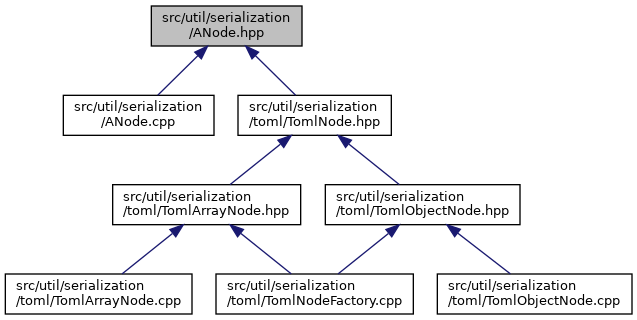 src/util/serialization
/ANode.hpp
src/util/serialization
/ANode.cpp
src/util/serialization
/toml/TomlNode.hpp
src/util/serialization
/toml/TomlArrayNode.hpp
src/util/serialization
/toml/TomlObjectNode.hpp
src/util/serialization
/toml/TomlArrayNode.cpp
src/util/serialization
/toml/TomlNodeFactory.cpp
src/util/serialization
/toml/TomlObjectNode.cpp